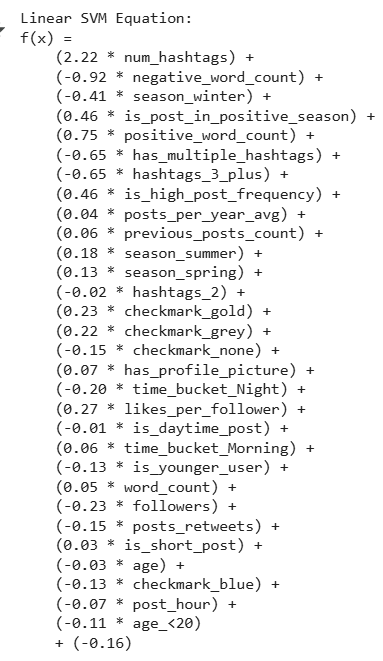 Linear SVM Equation:
f(x) =
(2.22 * num_hashtags) +
(-0.92 * negative_word_count) +
(-0.41 * season_winter) +
(0.46 * is_post_in_positive_season) +
(0.75 * positive_word_count) +
(-0.65 * has_multiple_hashtags) +
(-0.65 * hashtags_3_plus) +
(0.46 * is_high_post_frequency) +
(0.04 * posts_per_year_avg) +
(0.06 * previous_posts_count) +
(0.18 * season_summer) +
(0.13 * season_spring) +
(-0.02 * hashtags_2) +
(0.23 * checkmark_gold) +
(0.22 * checkmark_grey) +
(-0.15 * checkmark_none) +
(0.07 * has_profile_picture) +
(-0.20 * time_bucket_Night) +
(0.27 * likes_per_follower) +
(-0.01 * is_daytime_post) +
(0.06 * time_bucket_Morning) +
(-0.13 * is_younger_user) +
(0.05 * word_count) +
(-0.23 * followers) +
(-0.15 * posts_retweets) +
(0.03 * is_short_post) +
(-0.03 * age) +
(-0.13 * checkmark_blue) +
(-0.07 * post_hour) +
(-0.11 * age_<20)
+ (-0.16)